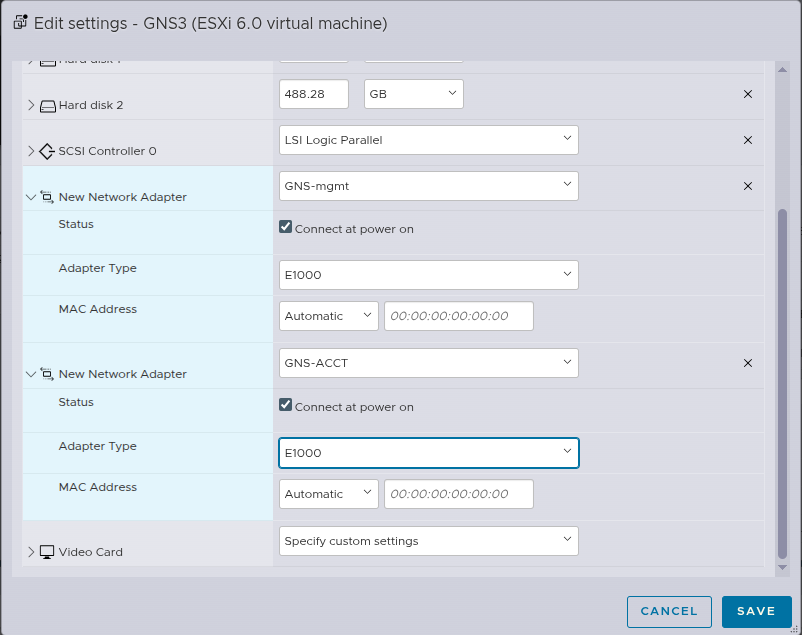 Edit settings - GNS3 (ESXi 6.0 virtual machine)
Hard disk 1
Hard disk 2
488.28
GB
SCSI Controller 0
LSI Logic Parallel
New Network Adapter
GNS-mgmt
Status
Connect at power on
Adapter Type
E1000
MAC Address
Automatic
00:00:00:00:00:00
New Network Adapter
GNS-ACCT
Status
Connect at power on
Adapter Type
E1000
MAC Address
Automatic
00:00:00:00:00:00
Video Card
Specify custom settings
CANCEL
SAVE